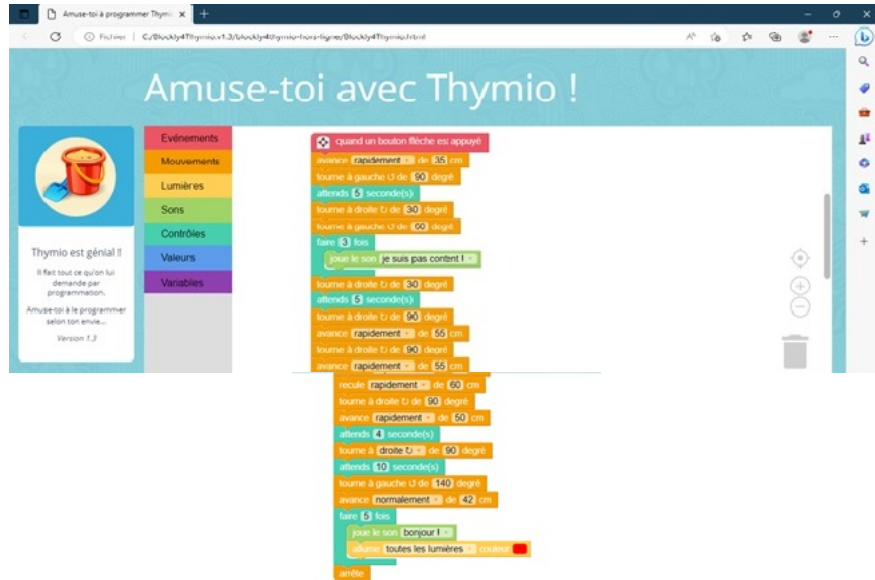 Amuse-toi à programmer Thymi
Fichier | C:/Blockly4Thymio.v1.3/blockly4thymio-hors-ligne/Blockly4Thymio.html
Amuse-toi avec Thymio !
Thymio est génial !!
Il fait tout ce qu'on lui
demande par
programmation.
Amuse-toi à le programmer
selon ton envie...
Version 1.3
Evénements
Mouvements
Lumières
Sons
Contrôles
Valeurs
Variables
quand un bouton flèche est appuyé
avance rapidement de 35 cm
tourne à gauche ↺ de 90 degré
attends 5 seconde(s)
tourne à droite ↻ de 30 degré
tourne à gauche ↺ de 60 degré
faire 3 fois
joue le son je suis pas content !
tourne à droite ↻ de 30 degré
attends 5 seconde(s)
tourne à droite ↻ de 90 degré
avance rapidement de 55 cm
tourne à droite ↻ de 90 degré
avance rapidement de 55 cm
recule rapidement de 60 cm
tourne à droite ↻ de 90 degré
avance rapidement de 50 cm
attends 4 seconde(s)
tourne à droite ↻ de 90 degré
attends 10 seconde(s)
tourne à gauche ↺ de 140 degré
avance normalement de 42 cm
faire 5 fois
joue le son bonjour !
allume toutes les lumières couleur
arrête